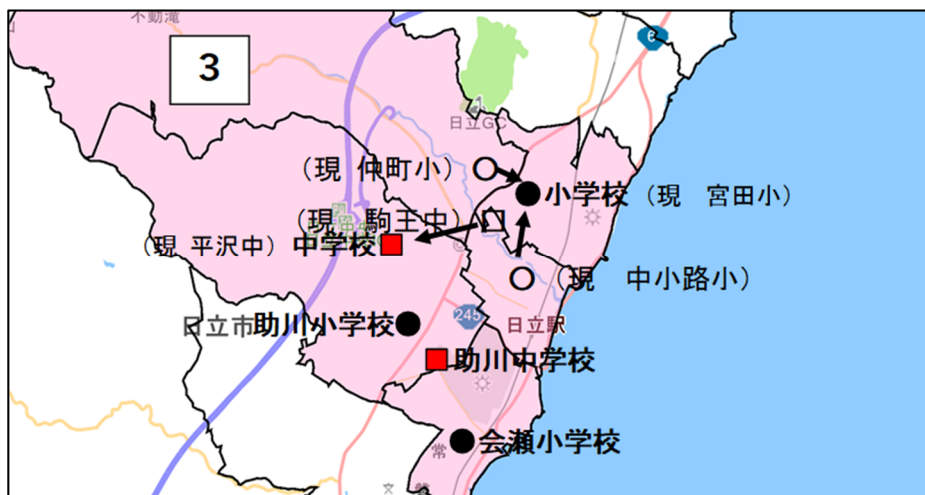 不動滝
6
3
日立GC
(現 仲町小)
小学校(現 宮田小)
(現 駒王中)
(現 平沢中)中学校
(現 中小路小)
日立市
助川小学校
245
日立駅
助川中学校
会瀬小学校
常